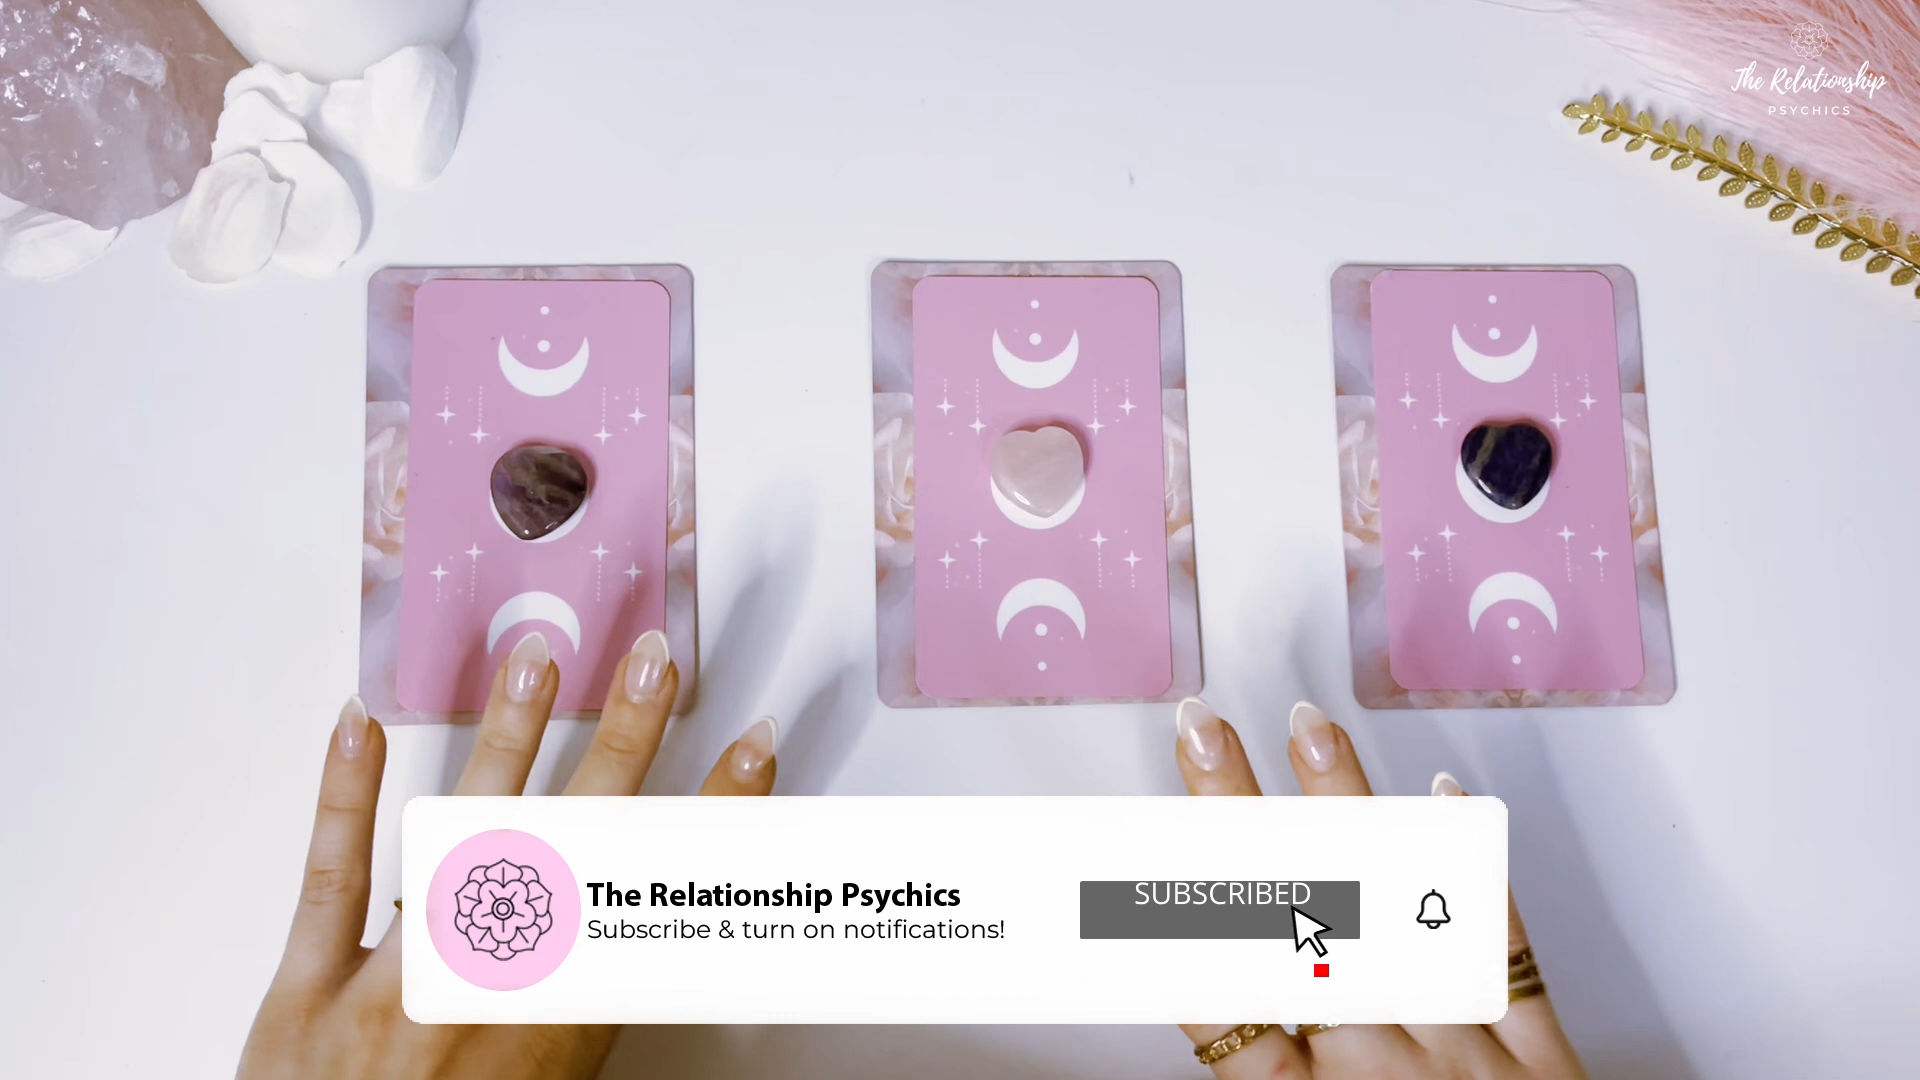 The Relationship
PSYCHICS
The Relationship Psychics
Subscribe & turn on notifications!
SUBSCRIBED